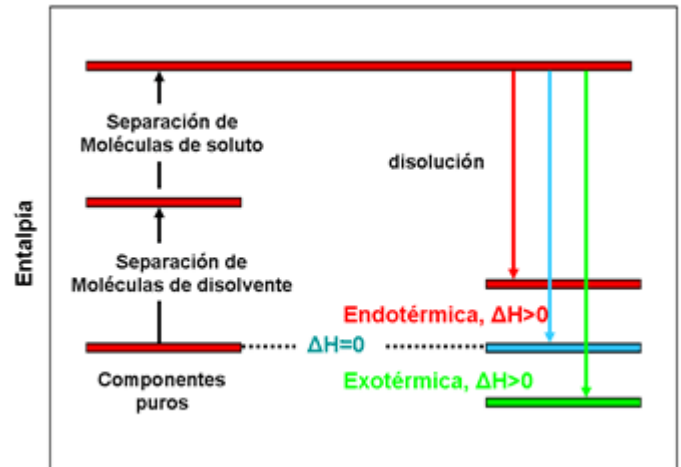 Separación de
Moléculas de soluto
disolución
Entalpía
Separación de
Moléculas de disolvente
Endotérmica, ΔH>0
ΔH=0
Componentes
puros
Exotérmica, ΔH>0